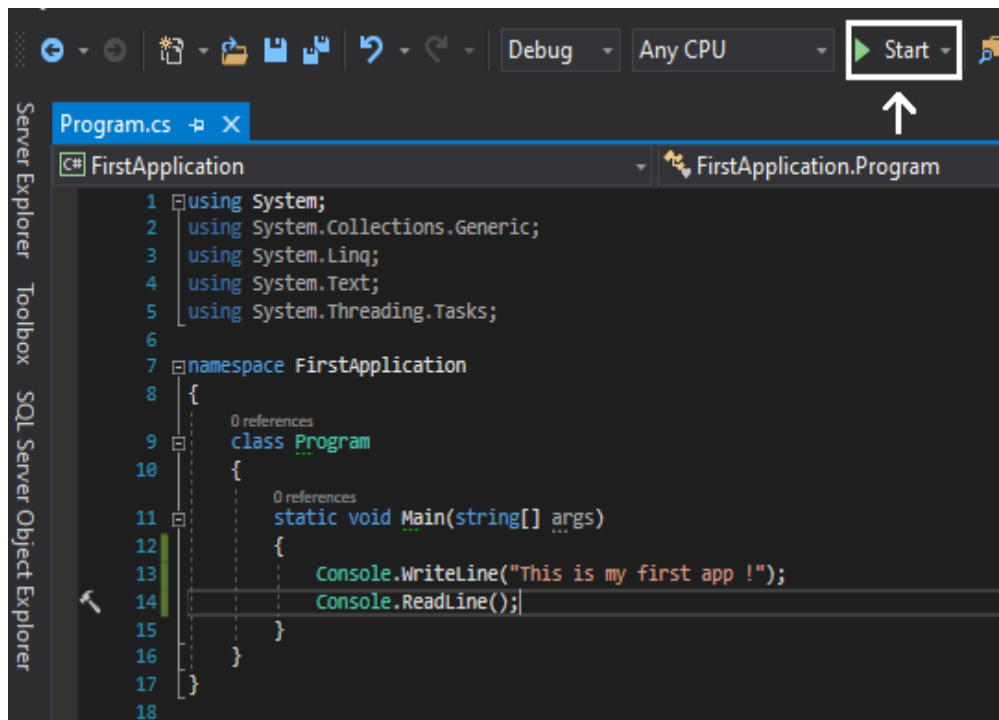 Debug Any CPU Start
Program.cs
C# FirstApplication FirstApplication.Program
1 using System;
2 using System.Collections.Generic;
3 using System.Linq;
4 using System.Text;
5 using System.Threading.Tasks;
6
7 namespace FirstApplication
8 {
0 references
9 class Program
10 {
0 references
11 static void Main(string[] args)
12 {
13 Console.WriteLine("This is my first app !");
14 Console.ReadLine();
15 }
16 }
17 }
18
Server Explorer
Toolbox
SQL Server Object Explorer